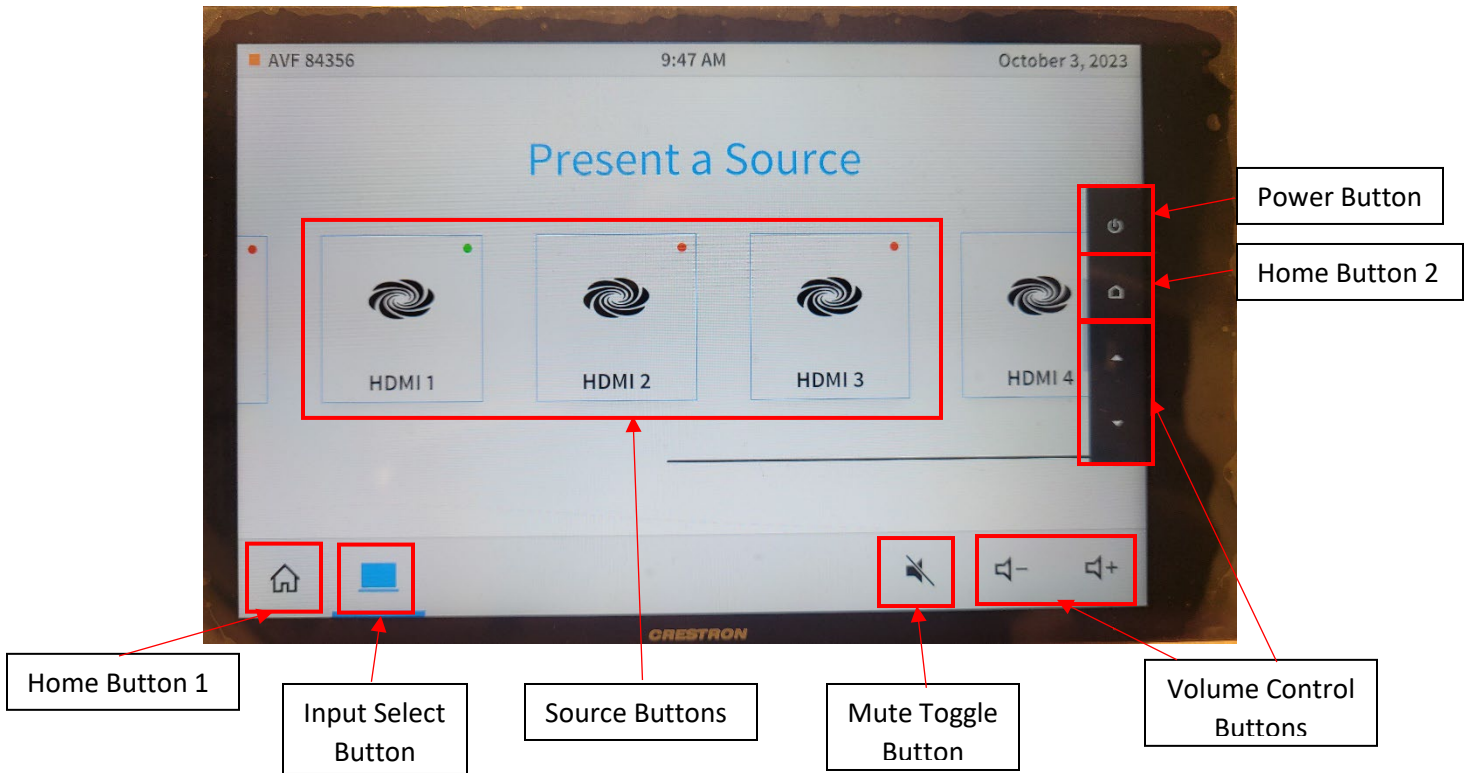 AVF 84356
9:47 AM
October 3, 2023
Present a Source
HDMI 1
HDMI 2
HDMI 3
HDMI 4
CRESTRON
Power Button
Home Button 2
Home Button 1
Input Select
Button
Source Buttons
Mute Toggle
Button
Volume Control
Buttons